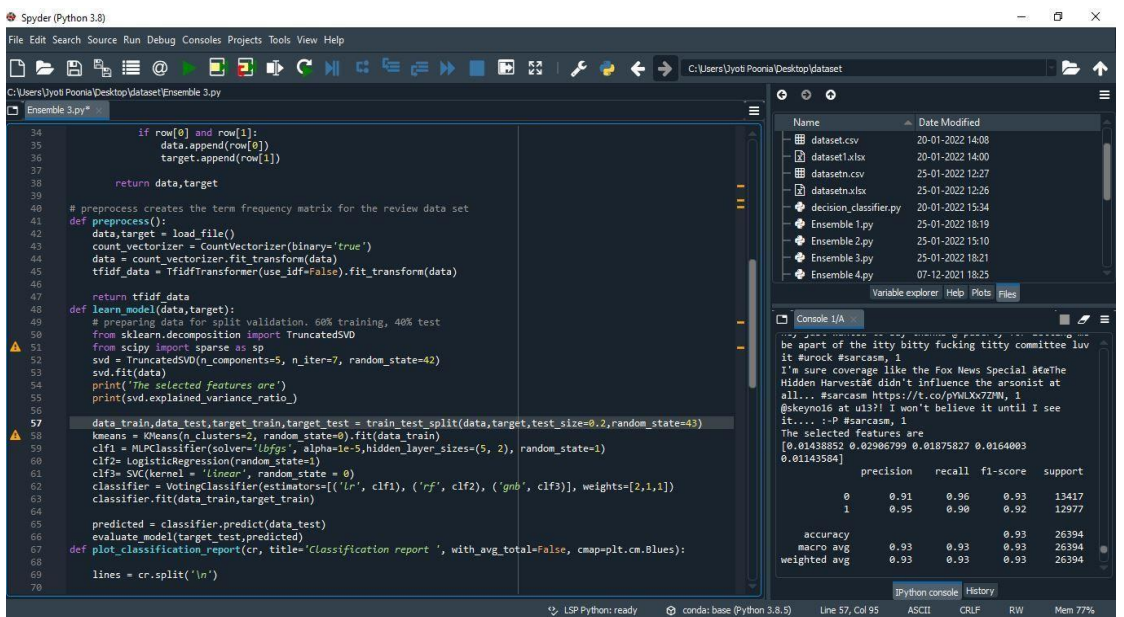 Spyder (Python 3.8)
File Edit Search Source Run Debug Consoles Projects Tools View Help
C:\Users\Jyoti Poonia\Desktop\dataset
C:\Users\Jyoti Poonia\Desktop\dataset\Ensemble 3.py
Ensemble 3.py*
34 if row[0] and row[1]:
35 data.append(row[0])
36 target.append(row[1])
37
38 return data,target
39
40 # preprocess creates the term frequency matrix for the review data set
41 def preprocess():
42 data,target = load_file()
43 count_vectorizer = CountVectorizer(binary='true')
44 data = count_vectorizer.fit_transform(data)
45 tfidf_data = TfidfTransformer(use_idf=False).fit_transform(data)
46
47 return tfidf_data
48 def learn_model(data,target):
49 # preparing data for split validation. 60% training, 40% test
50 from sklearn.decomposition import TruncatedSVD
51 from scipy import sparse as sp
52 svd = TruncatedSVD(n_components=5, n_iter=7, random_state=42)
53 svd.fit(data)
54 print('The selected features are')
55 print(svd.explained_variance_ratio_)
56
57 data_train,data_test,target_train,target_test = train_test_split(data,target,test_size=0.2,random_state=43)
58 kmeans = KMeans(n_clusters=2, random_state=0).fit(data_train)
59 clf1 = MLPClassifier(solver='lbfgs', alpha=1e-5,hidden_layer_sizes=(5, 2), random_state=1)
60 clf2= LogisticRegression(random_state=1)
61 clf3= SVC(kernel = 'linear', random_state = 0)
62 classifier = VotingClassifier(estimators=[('lr', clf1), ('rf', clf2), ('gnb', clf3)], weights=[2,1,1])
63 classifier.fit(data_train,target_train)
64
65 predicted = classifier.predict(data_test)
66 evaluate_model(target_test,predicted)
67 def plot_classification_report(cr, title='Classification report ', with_avg_total=False, cmap=plt.cm.Blues):
68
69 lines = cr.split('\n')
70
Name Date Modified
dataset.csv 20-01-2022 14:08
dataset1.xlsx 20-01-2022 14:00
datasetn.csv 25-01-2022 12:27
datasetn.xlsx 25-01-2022 12:26
decision_classifier.py 20-01-2022 15:34
Ensemble 1.py 25-01-2022 18:19
Ensemble 2.py 25-01-2022 15:10
Ensemble 3.py 25-01-2022 18:21
Ensemble 4.py 07-12-2021 18:25
Variable explorer Help Plots Files
Console 1/A
be apart of the itty bitty fucking titty committee luv
it #urock #sarcasm, 1
I'm sure coverage like the Fox News Special â€œThe
Hidden Harvestâ€ didn't influence the arsonist at
all... #sarcasm https://t.co/pYWLXx7ZMN, 1
@skeyno16 at u13?! I won't believe it until I see
it.... :-P #sarcasm, 1
The selected features are
[0.01438852 0.02906799 0.01875827 0.0164003
0.01143584]
precision recall f1-score support
0 0.91 0.96 0.93 13417
1 0.95 0.90 0.92 12977
accuracy 0.93 26394
macro avg 0.93 0.93 0.93 26394
weighted avg 0.93 0.93 0.93 26394
IPython console History
LSP Python: ready conda: base (Python 3.8.5) Line 57, Col 95 ASCII CRLF RW Mem 77%